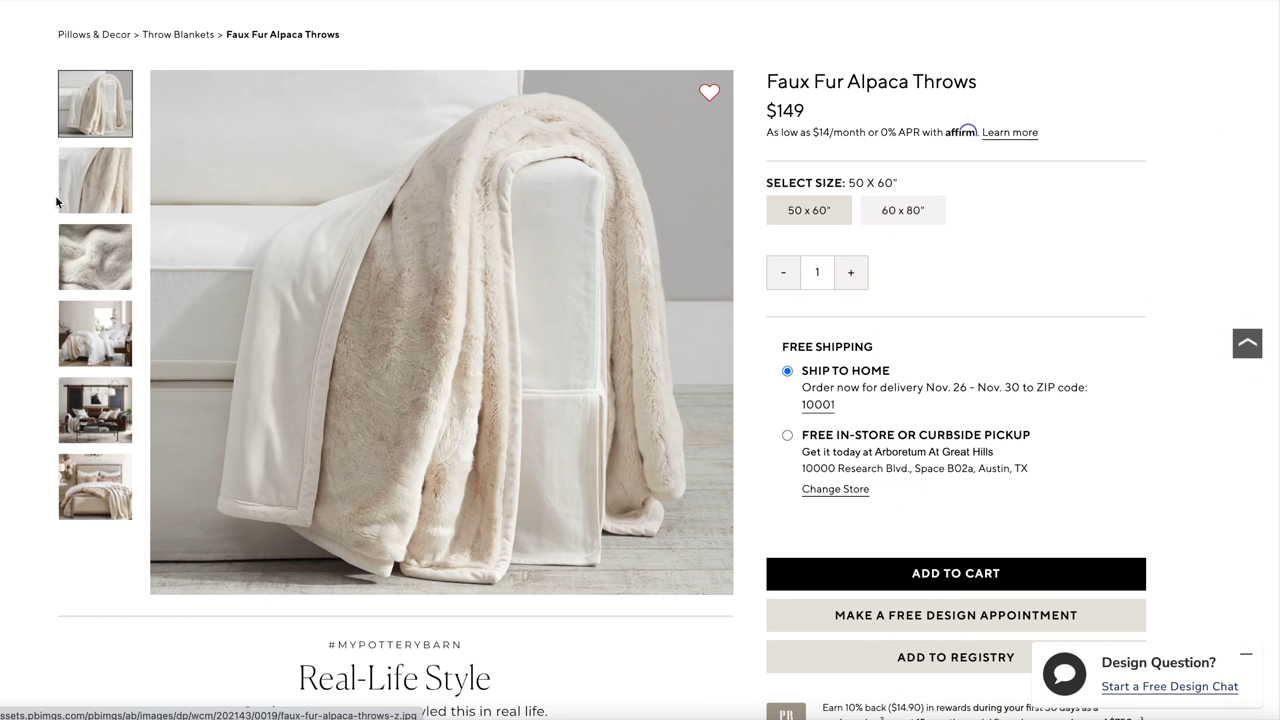 Pillows & Decor > Throw Blankets > Faux Fur Alpaca Throws
Faux Fur Alpaca Throws
$149
As low as $14/month or 0% APR with affirm. Learn more
SELECT SIZE: 50 X 60"
50 x 60"
60 x 80"
- 1 +
FREE SHIPPING
SHIP TO HOME
Order now for delivery Nov. 26 - Nov. 30 to ZIP code:
10001
FREE IN-STORE OR CURBSIDE PICKUP
Get it today at Arboretum At Great Hills
10000 Research Blvd., Space B02a, Austin, TX
Change Store
ADD TO CART
MAKE A FREE DESIGN APPOINTMENT
ADD TO REGISTRY
Design Question?
Start a Free Design Chat
PB
Earn 10% back ($14.90) in rewards during your first 30 days as a
#MYPOTTERYBARN
Real-Life Style
yled this in real life.
ssets.pbimgs.com/pbimgs/ab/images/dp/wcm/202143/0019/faux-fur-alpaca-throws-z.jpg